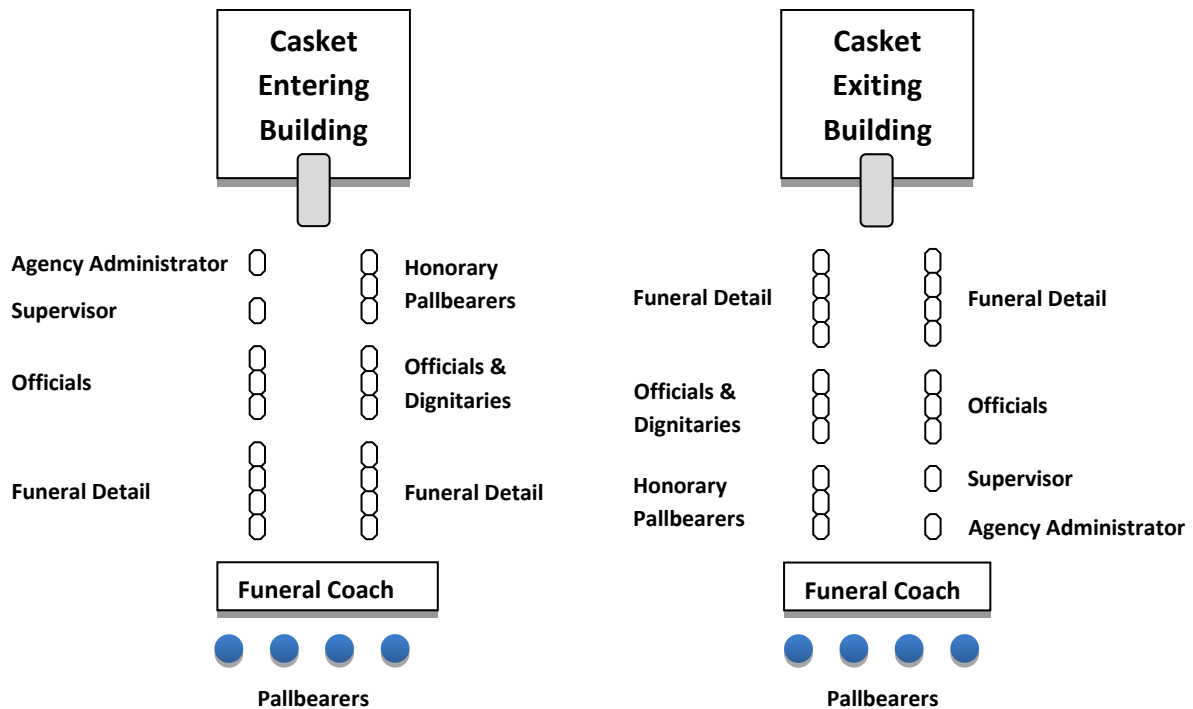 Casket
Entering
Building
Agency Administrator
Supervisor
Officials
Funeral Detail
Honorary
Pallbearers
Officials &
Dignitaries
Funeral Detail
Funeral Coach
Pallbearers
Casket
Exiting
Building
Funeral Detail
Officials &
Dignitaries
Honorary
Pallbearers
Funeral Detail
Officials
Supervisor
Agency Administrator
Funeral Coach
Pallbearers